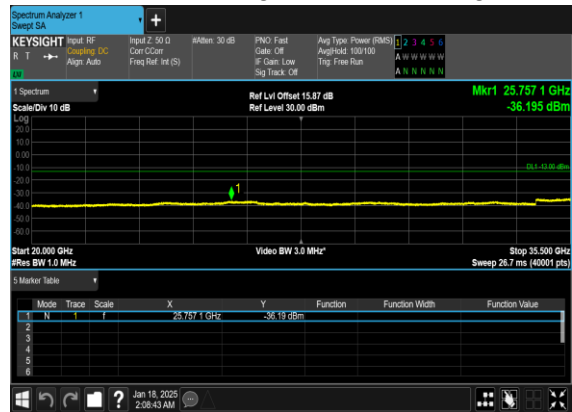 Spectrum Analyzer 1
Swept SA
+
KEYSIGHT Input: RF Input Z: 50 Ω #Atten: 30 dB PNO: Fast Avg Type: Power (RMS) 1 2 3 4 5 6
R T Coupling: DC Corr CCorr Gate: Off Avg|Hold: 100/100 A W W W W W
Align: Auto Freq Ref: Int (S) IF Gain: Low Trig: Free Run
Sig Track: Off A N N N N N
1 Spectrum
Ref Lvl Offset 15.87 dB Mkr1 25.757 1 GHz
Scale/Div 10 dB Ref Level 30.00 dBm -36.195 dBm
Log
20.0
10.0
0.00
-10.0
DL1 -13.00 dBm
-20.0
-30.0
1
-40.0
-50.0
-60.0
Start 20.000 GHz Video BW 3.0 MHz* Stop 35.500 GHz
#Res BW 1.0 MHz Sweep 26.7 ms (40001 pts)
5 Marker Table
Mode Trace Scale X Y Function Function Width Function Value
1 N 1 f 25.757 1 GHz -36.19 dBm
2
3
4
5
6
? Jan 18, 2025
2:08:43 AM